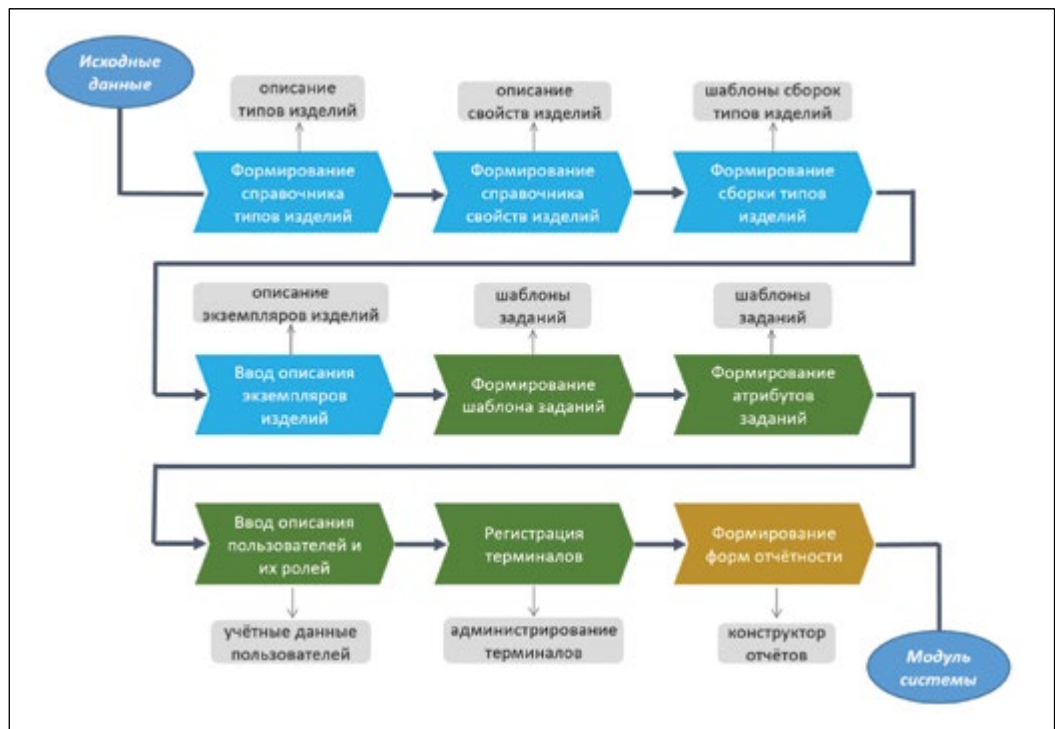 Исходные
данные
описание
типов изделий
описание
свойств изделий
шаблоны сборок
типов изделий
Формирование
справочника
типов изделий
Формирование
справочника
свойств изделий
Формирование
сборки типов
изделий
описание
экземпляров изделий
шаблоны
заданий
шаблоны
заданий
Ввод описания
экземпляров
изделий
Формирование
шаблона заданий
Формирование
атрибутов
заданий
Ввод описания
пользователей и
их ролей
Регистрация
терминалов
Формирование
форм отчётности
учётные данные
пользователей
администрирование
терминалов
конструктор
отчётов
Модуль
системы